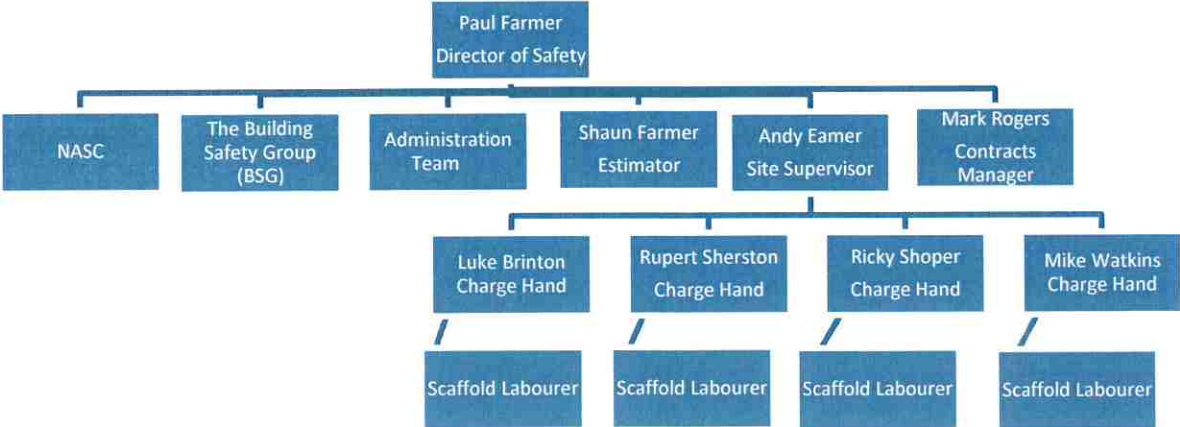 Paul Farmer
Director of Safety
NASC
The Building
Safety Group
(BSG)
Administration
Team
Shaun Farmer
Estimator
Andy Eamer
Site Supervisor
Mark Rogers
Contracts
Manager
Luke Brinton
Charge Hand
Rupert Sherston
Charge Hand
Ricky Shoper
Charge Hand
Mike Watkins
Charge Hand
Scaffold Labourer
Scaffold Labourer
Scaffold Labourer
Scaffold Labourer